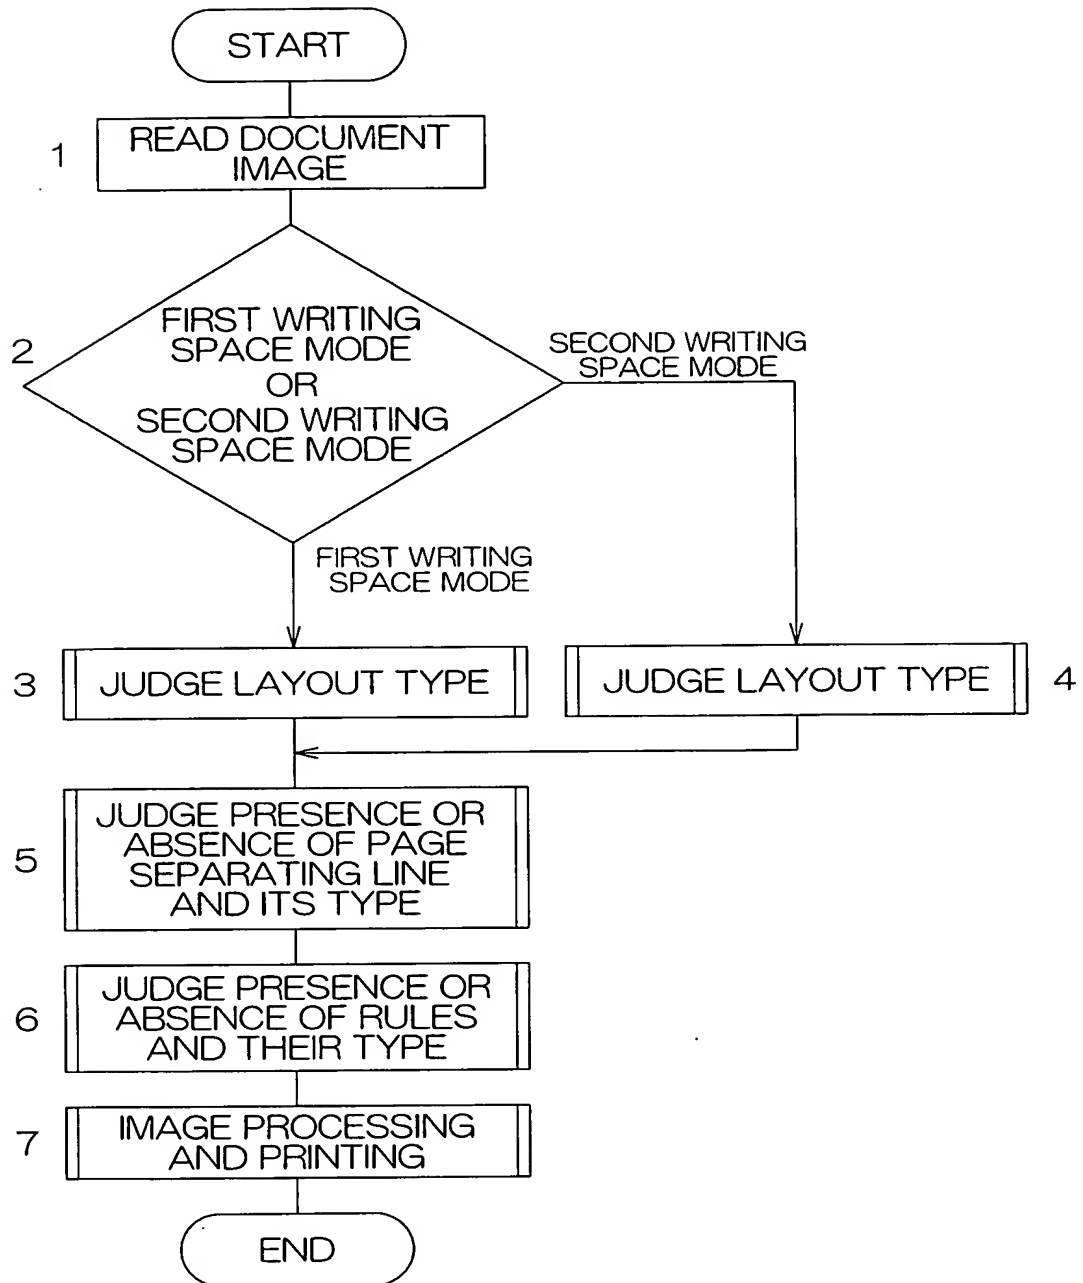 START
1
READ DOCUMENT
IMAGE
2
FIRST WRITING
SPACE MODE
OR
SECOND WRITING
SPACE MODE
SECOND WRITING
SPACE MODE
FIRST WRITING
SPACE MODE
3
JUDGE LAYOUT TYPE
JUDGE LAYOUT TYPE
4
5
JUDGE PRESENCE OR
ABSENCE OF PAGE
SEPARATING LINE
AND ITS TYPE
6
JUDGE PRESENCE OR
ABSENCE OF RULES
AND THEIR TYPE
7
IMAGE PROCESSING
AND PRINTING
END